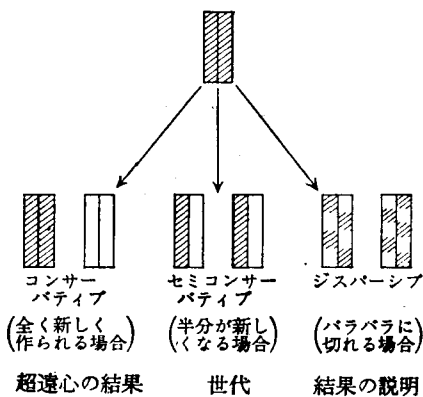 コンサー
バティブ
(全く新しく
作られる場合)
セミコンサー
バティブ
(半分が新し
くなる場合)
ジスパーシブ
(バラバラに
切れる場合)
超遠心の結果 世代 結果の説明